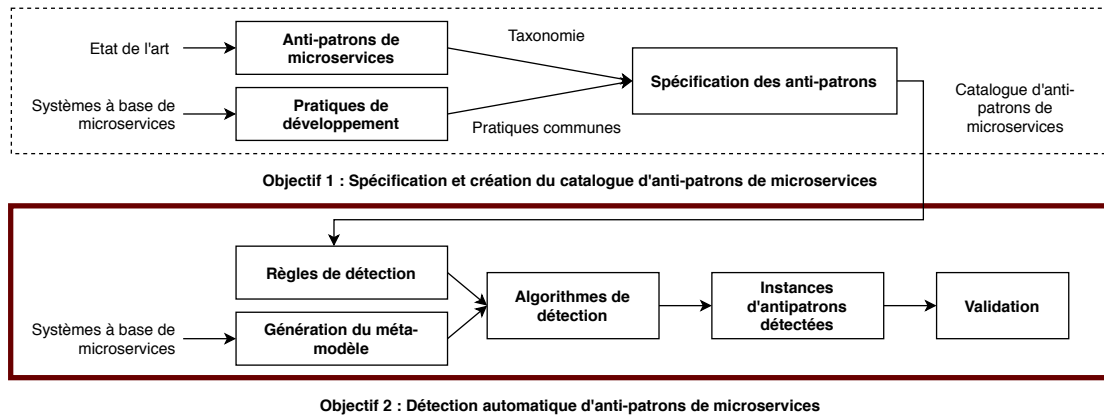 Etat de l'art
Anti-patrons de
microservices
Taxonomie
Spécification des anti-patrons
Systèmes à base de
microservices
Pratiques de
développement
Pratiques communes
Catalogue d'anti-
patrons de
microservices
Objectif 1 : Spécification et création du catalogue d'anti-patrons de microservices
Règles de détection
Systèmes à base de
microservices
Génération du méta-
modèle
Algorithmes de
détection
Instances
d'antipatrons
détectées
Validation
Objectif 2 : Détection automatique d'anti-patrons de microservices